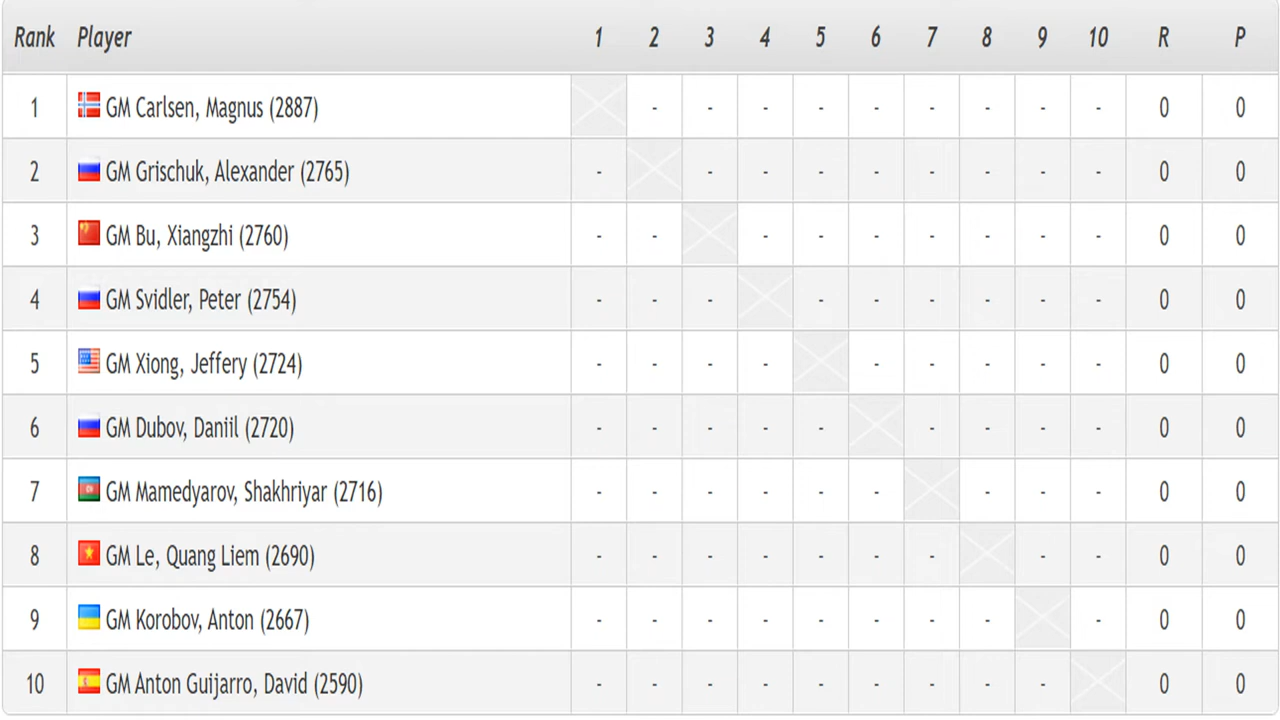 Rank Player 1 2 3 4 5 6 7 8 9 10 R P
1 GM Carlsen, Magnus (2887) - - - - - - - - - 0 0
2 GM Grischuk, Alexander (2765) - - - - - - - - - 0 0
3 GM Bu, Xiangzhi (2760) - - - - - - - - - 0 0
4 GM Svidler, Peter (2754) - - - - - - - - - 0 0
5 GM Xiong, Jeffery (2724) - - - - - - - - - 0 0
6 GM Dubov, Daniil (2720) - - - - - - - - - 0 0
7 GM Mamedyarov, Shakhriyar (2716) - - - - - - - - - 0 0
8 GM Le, Quang Liem (2690) - - - - - - - - - 0 0
9 GM Korobov, Anton (2667) - - - - - - - - - 0 0
10 GM Anton Guijarro, David (2590) - - - - - - - - - 0 0